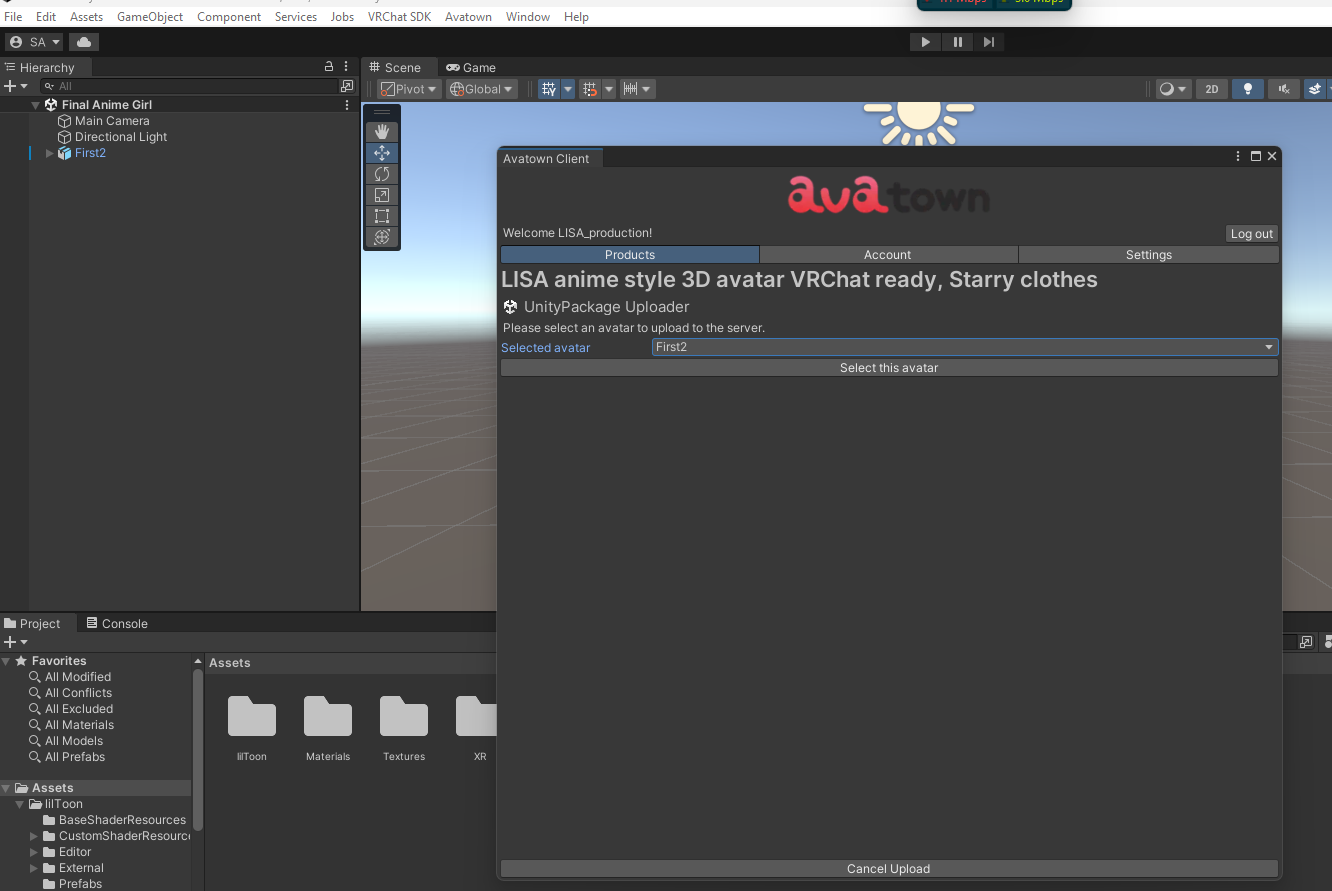 File Edit Assets GameObject Component Services Jobs VRChat SDK Avatown Window Help
SA
Hierarchy
All
Final Anime Girl
Main Camera
Directional Light
First2
Scene Game
Pivot Global 2D
Avatown Client
avatown
Welcome LISA_production!
Log out
Products Account Settings
LISA anime style 3D avatar VRChat ready, Starry clothes
UnityPackage Uploader
Please select an avatar to upload to the server.
Selected avatar First2
Select this avatar
Cancel Upload
Project Console
Favorites
All Modified
All Conflicts
All Excluded
All Materials
All Models
All Prefabs
Assets
lilToon
BaseShaderResources
CustomShaderResource
Editor
External
Prefabs
Assets
lilToon Materials Textures XR